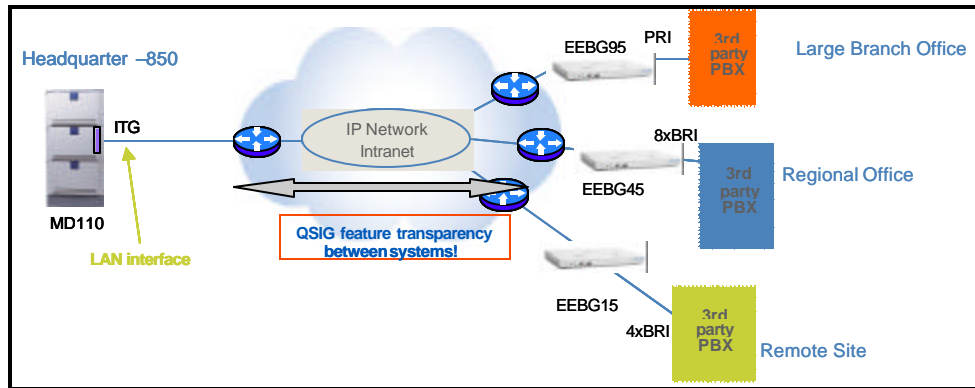 Headquarter –850
ITG
MD110
LAN interface
IP Network
Intranet
QSIG feature transparency
between systems!
EEBG95
PRI
3rd
party
PBX
Large Branch Office
8xBRI
EEBG45
3rd
party
PBX
Regional Office
EEBG15
4xBRI
3rd
party
PBX
Remote Site